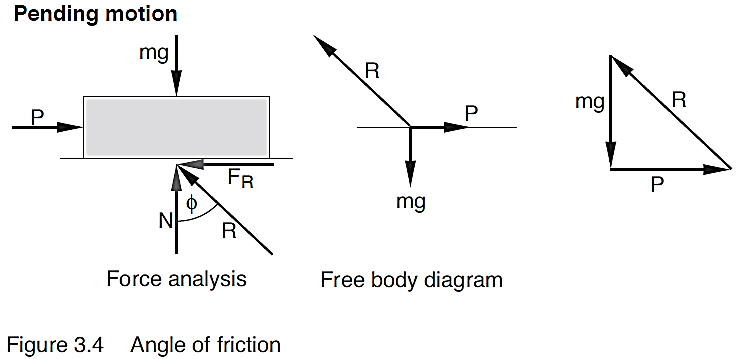 Pending motion
mg
P
F_R
N
ϕ
R
Force analysis
R
P
mg
Free body diagram
mg
R
P
Figure 3.4 Angle of friction